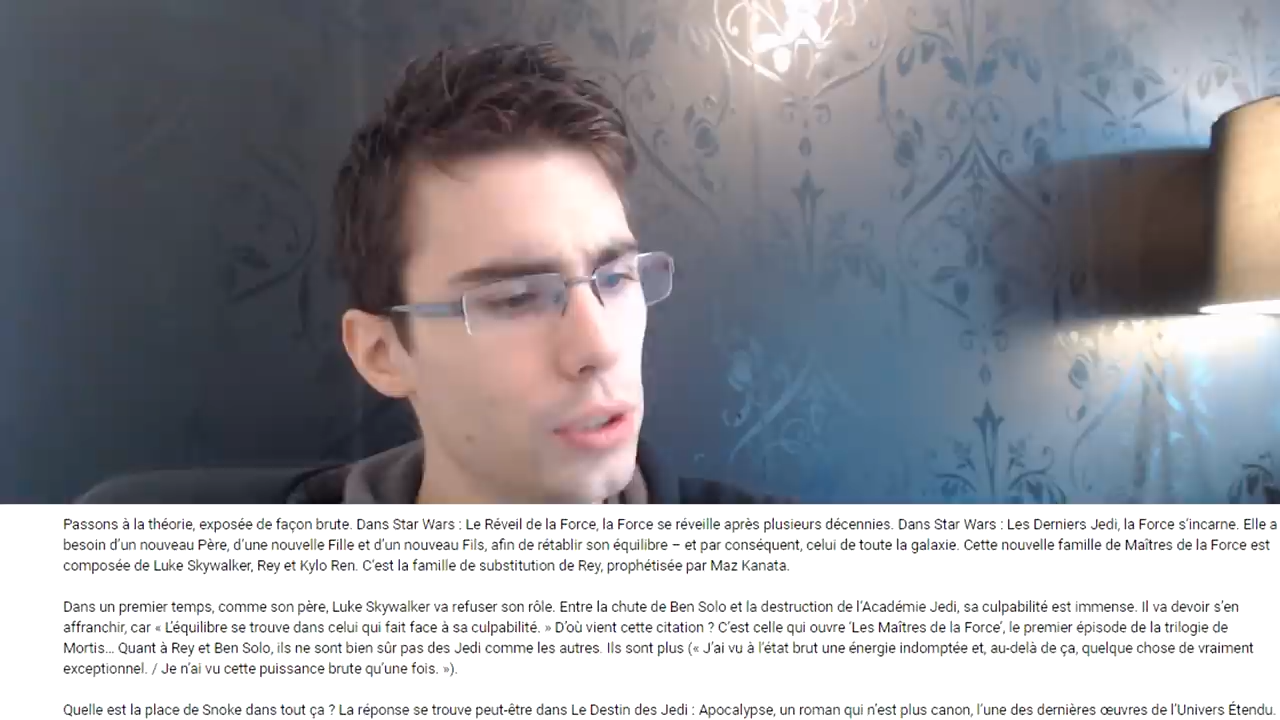 Passons à la théorie, exposée de façon brute. Dans Star Wars : Le Réveil de la Force, la Force se réveille après plusieurs décennies. Dans Star Wars : Les Derniers Jedi, la Force s’incarne. Elle a
besoin d’un nouveau Père, d’une nouvelle Fille et d’un nouveau Fils, afin de rétablir son équilibre – et par conséquent, celui de toute la galaxie. Cette nouvelle famille de Maîtres de la Force est
composée de Luke Skywalker, Rey et Kylo Ren. C’est la famille de substitution de Rey, prophétisée par Maz Kanata.
Dans un premier temps, comme son père, Luke Skywalker va refuser son rôle. Entre la chute de Ben Solo et la destruction de l’Académie Jedi, sa culpabilité est immense. Il va devoir s’en
affranchir, car « L’équilibre se trouve dans celui qui fait face à sa culpabilité. » D’où vient cette citation ? C’est celle qui ouvre ‘Les Maîtres de la Force’, le premier épisode de la trilogie de
Mortis... Quant à Rey et Ben Solo, ils ne sont bien sûr pas des Jedi comme les autres. Ils sont plus (« J’ai vu à l’état brut une énergie indomptée et, au-delà de ça, quelque chose de vraiment
exceptionnel. / Je n’ai vu cette puissance brute qu’une fois. »).
Quelle est la place de Snoke dans tout ça ? La réponse se trouve peut-être dans Le Destin des Jedi : Apocalypse, un roman qui n’est plus canon, l’une des dernières œuvres de l’Univers Étendu.